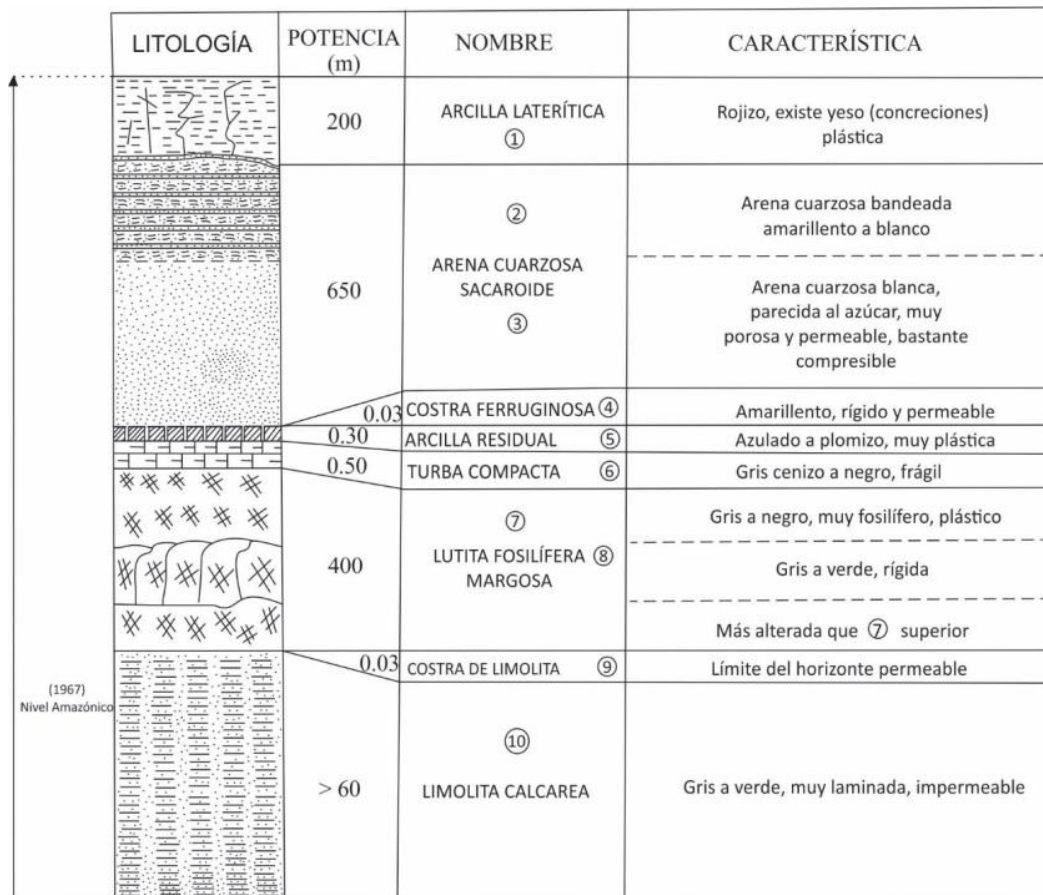 LITOLOGÍA
POTENCIA
(m)
NOMBRE
CARACTERÍSTICA
200
ARCILLA LATERÍTICA
①
Rojizo, existe yeso (concreciones)
plástica
650
②
ARENA CUARZOSA
SACAROIDE
③
Arena cuarzosa bandeada
amarillento a blanco
Arena cuarzosa blanca,
parecida al azúcar, muy
porosa y permeable, bastante
compresible
0.03
COSTRA FERRUGINOSA ④
Amarillento, rígido y permeable
0.30
ARCILLA RESIDUAL ⑤
Azulado a plomizo, muy plástica
0.50
TURBA COMPACTA ⑥
Gris cenizo a negro, frágil
400
⑦
LUTITA FOSILÍFERA ⑧
MARGOSA
Gris a negro, muy fosilífero, plástico
Gris a verde, rígida
Más alterada que ⑦ superior
0.03
COSTRA DE LIMOLITA ⑨
Límite del horizonte permeable
(1967)
Nivel Amazónico
> 60
⑩
LIMOLITA CALCAREA
Gris a verde, muy laminada, impermeable